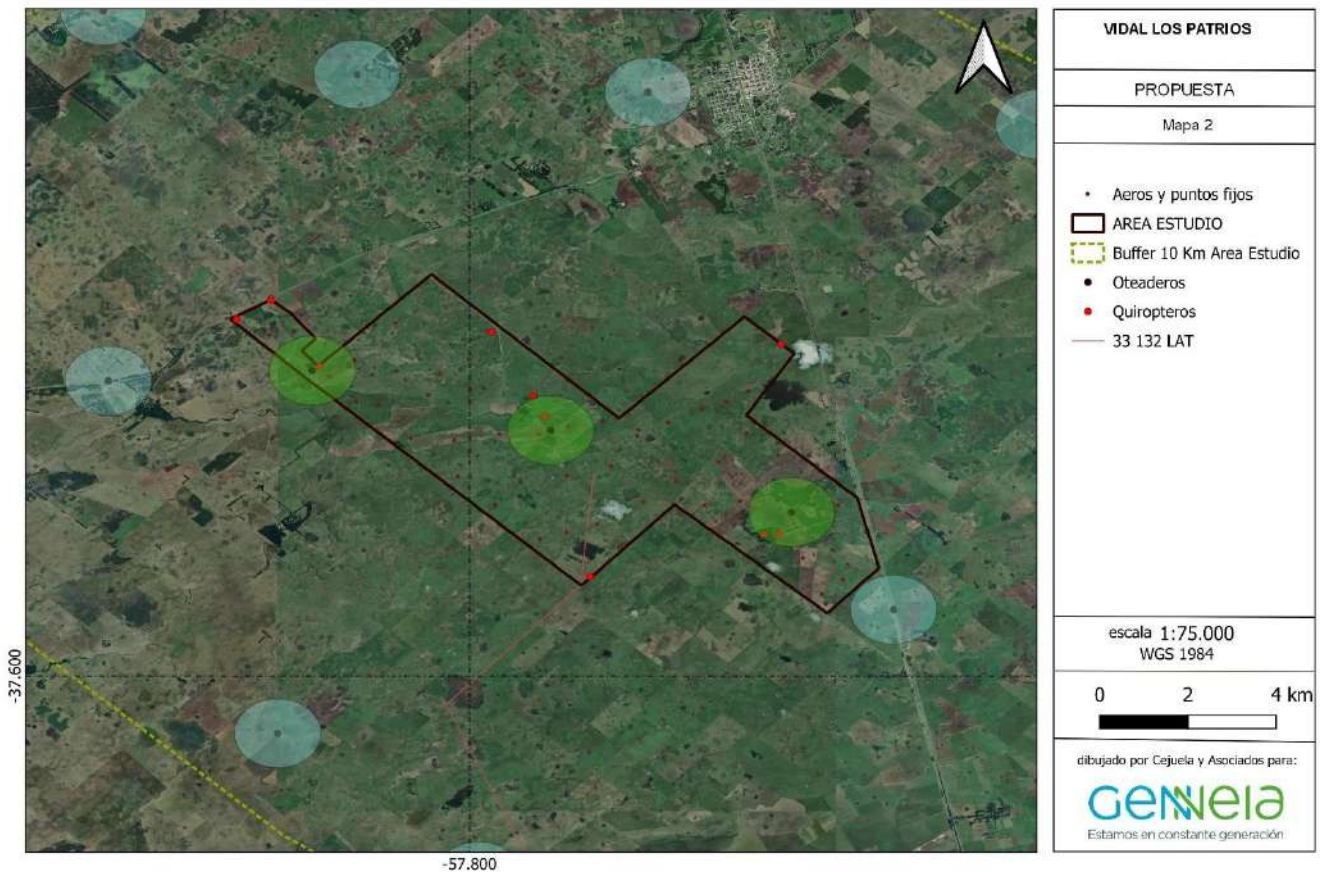 VIDAL LOS PATRIOS
PROPUESTA
Mapa 2
Aeros y puntos fijos
AREA ESTUDIO
Buffer 10 Km Area Estudio
Oteaderos
Quiropteros
33 132 LAT
escala 1:75.000
WGS 1984
0 2 4 km
dibujado por Cejuela y Asociados para:
Genneia
Estamos en constante generación
-37.600
-57.800